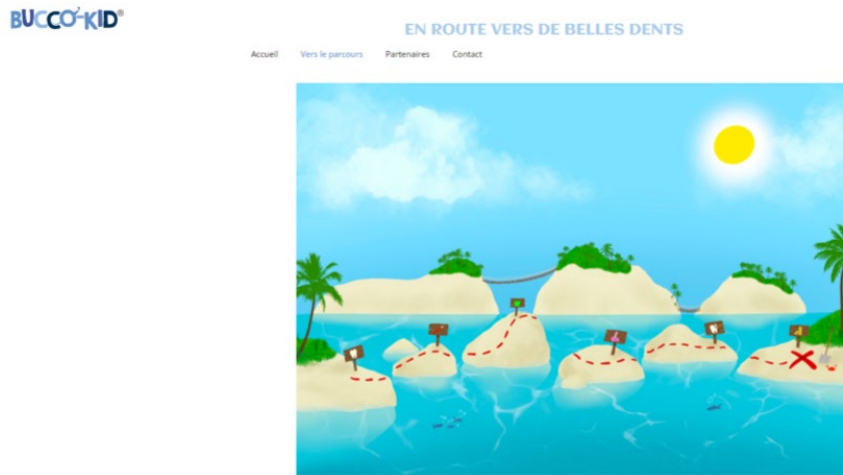 BUCCO-KID®
EN ROUTE VERS DE BELLES DENTS
Accueil Vers le parcours Partenaires Contact